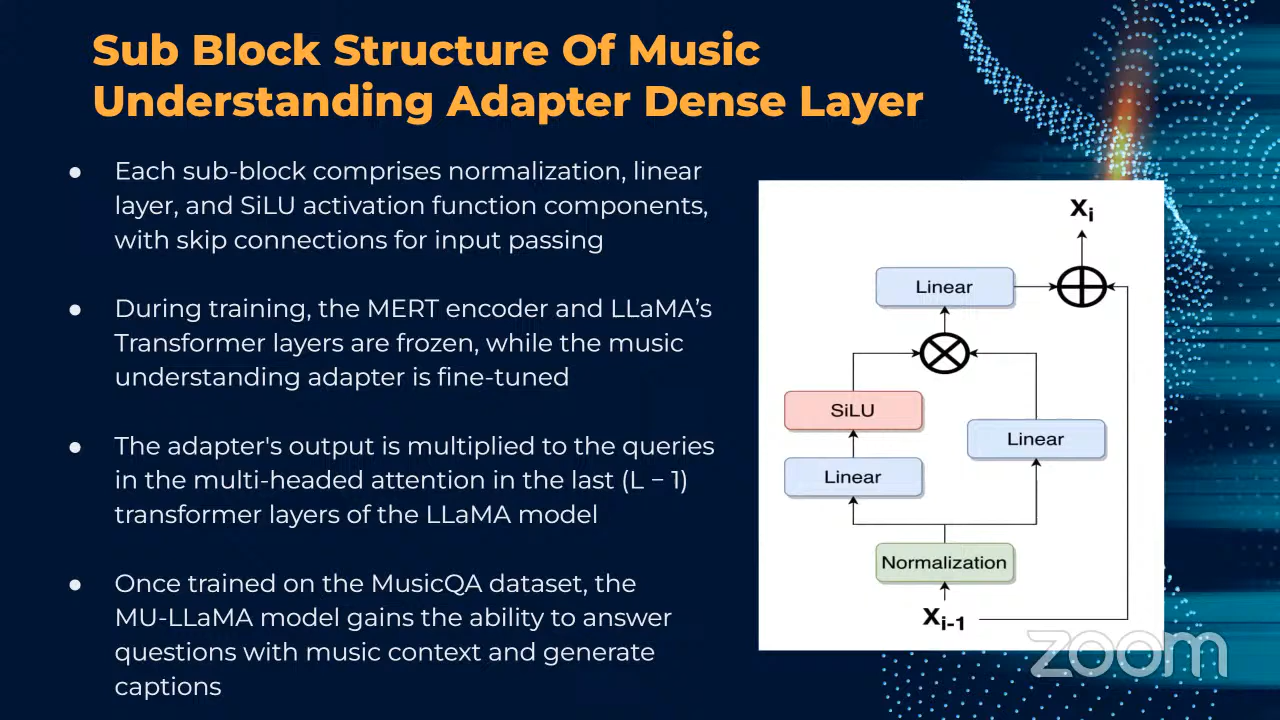 Sub Block Structure Of Music
Understanding Adapter Dense Layer
● Each sub-block comprises normalization, linear
layer, and SiLU activation function components,
with skip connections for input passing
● During training, the MERT encoder and LLaMA’s
Transformer layers are frozen, while the music
understanding adapter is fine-tuned
● The adapter's output is multiplied to the queries
in the multi-headed attention in the last (L − 1)
transformer layers of the LLaMA model
● Once trained on the MusicQA dataset, the
MU-LLaMA model gains the ability to answer
questions with music context and generate
captions
Xi
Linear
SiLU
Linear
Linear
Normalization
Xi-1
zoom